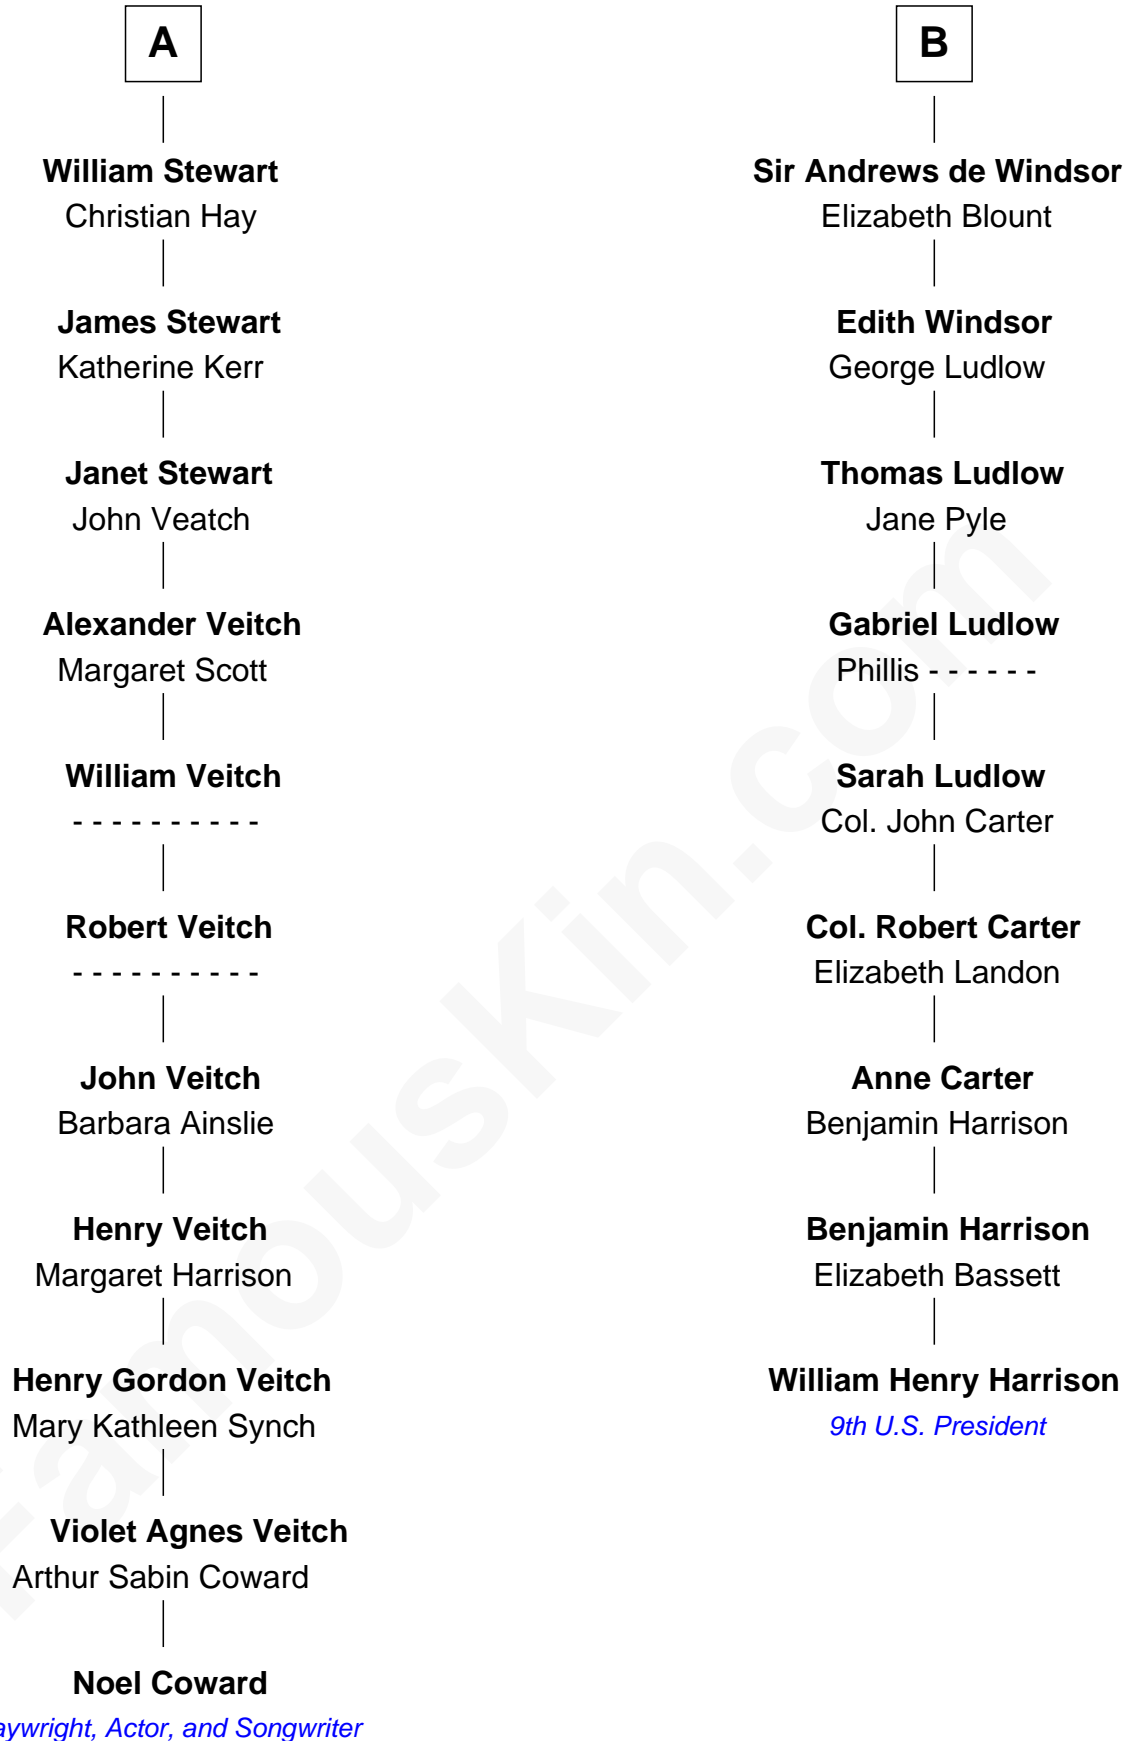 A
William Stewart
Christian Hay
James Stewart
Katherine Kerr
Janet Stewart
John Veatch
Alexander Veitch
Margaret Scott
William Veitch
- - - - - - - - - -
Robert Veitch
- - - - - - - - - -
John Veitch
Barbara Ainslie
Henry Veitch
Margaret Harrison
Henry Gordon Veitch
Mary Kathleen Synch
Violet Agnes Veitch
Arthur Sabin Coward
Noel Coward
aywright, Actor, and Songwriter
B
Sir Andrews de Windsor
Elizabeth Blount
Edith Windsor
George Ludlow
Thomas Ludlow
Jane Pyle
Gabriel Ludlow
Phillis - - - - - -
Sarah Ludlow
Col. John Carter
Col. Robert Carter
Elizabeth Landon
Anne Carter
Benjamin Harrison
Benjamin Harrison
Elizabeth Bassett
William Henry Harrison
9th U.S. President
FamousKin.com